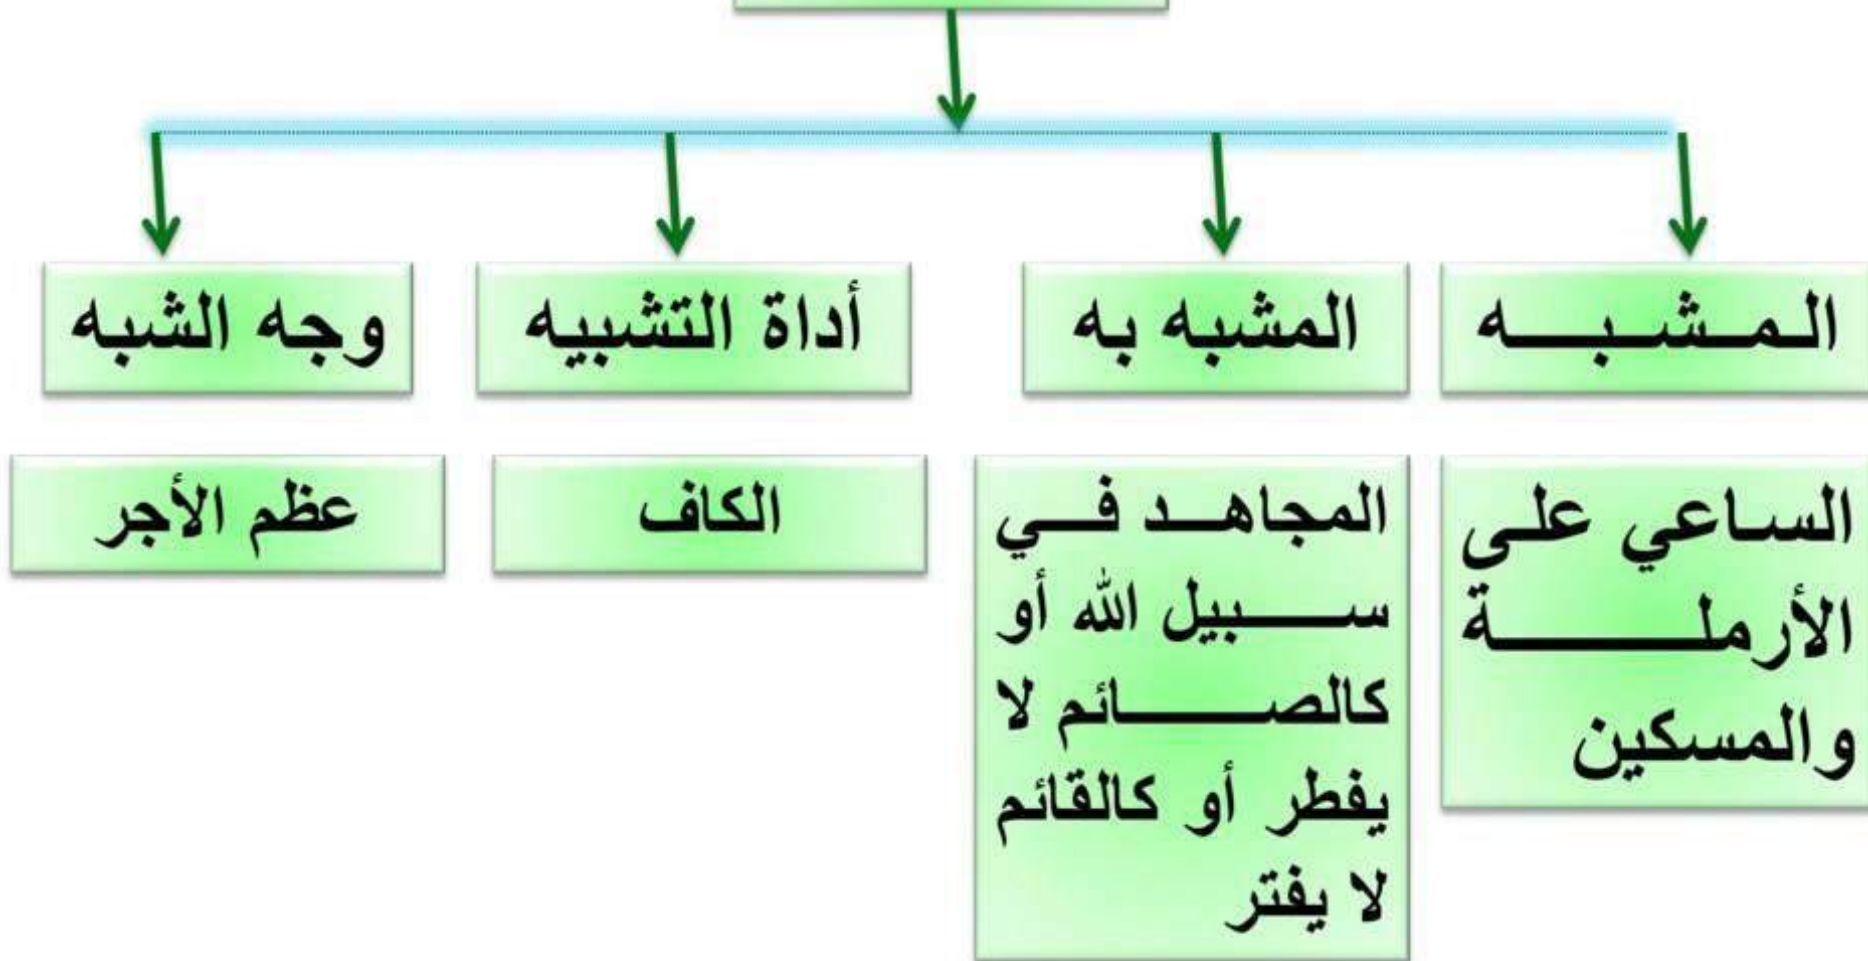 المشبه
المشبه به
أداة التشبيه
وجه الشبه
الساعي على
الأرملة
والمسكين
المجاهد في
سبيل الله أو
كالصائم لا
يفطر أو كالقائم
لا يفتر
الكاف
عظم الأجر